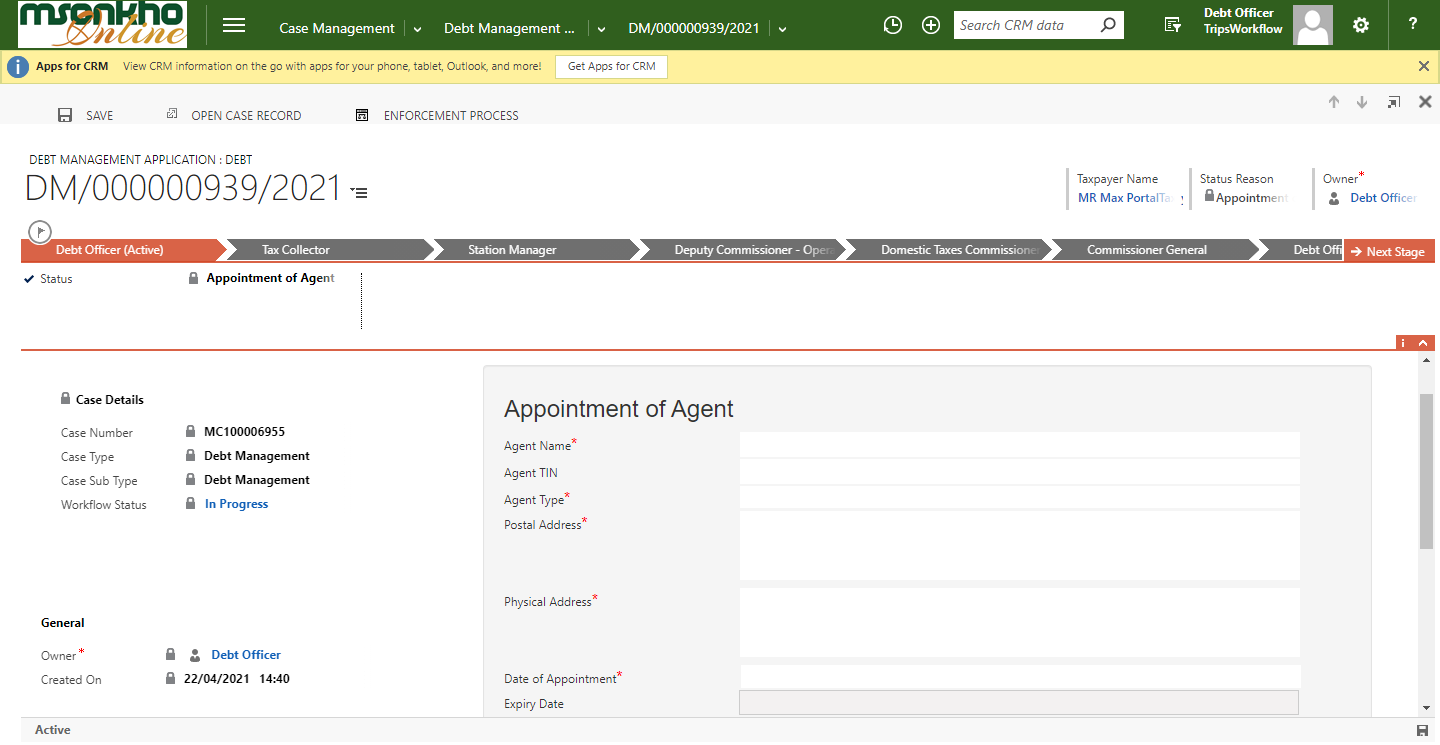 msonkho
Online
Case Management
Debt Management ...
DM/000000939/2021
Search CRM data
Debt Officer
TripsWorkflow
?
Apps for CRM View CRM information on the go with apps for your phone, tablet, Outlook, and more! Get Apps for CRM
SAVE
OPEN CASE RECORD
ENFORCEMENT PROCESS
DEBT MANAGEMENT APPLICATION : DEBT
DM/000000939/2021
Taxpayer Name
MR Max PortalTa
Status Reason
Appointment
Owner*
Debt Officer
Debt Officer (Active)
Tax Collector
Station Manager
Deputy Commissioner - Oper
Domestic Taxes Commissione
Commissioner General
Debt Offi
Next Stage
Status
Appointment of Agent
Case Details
Case Number MC100006955
Case Type Debt Management
Case Sub Type Debt Management
Workflow Status In Progress
General
Owner* Debt Officer
Created On 22/04/2021 14:40
Appointment of Agent
Agent Name*
Agent TIN
Agent Type*
Postal Address*
Physical Address*
Date of Appointment*
Expiry Date
Active